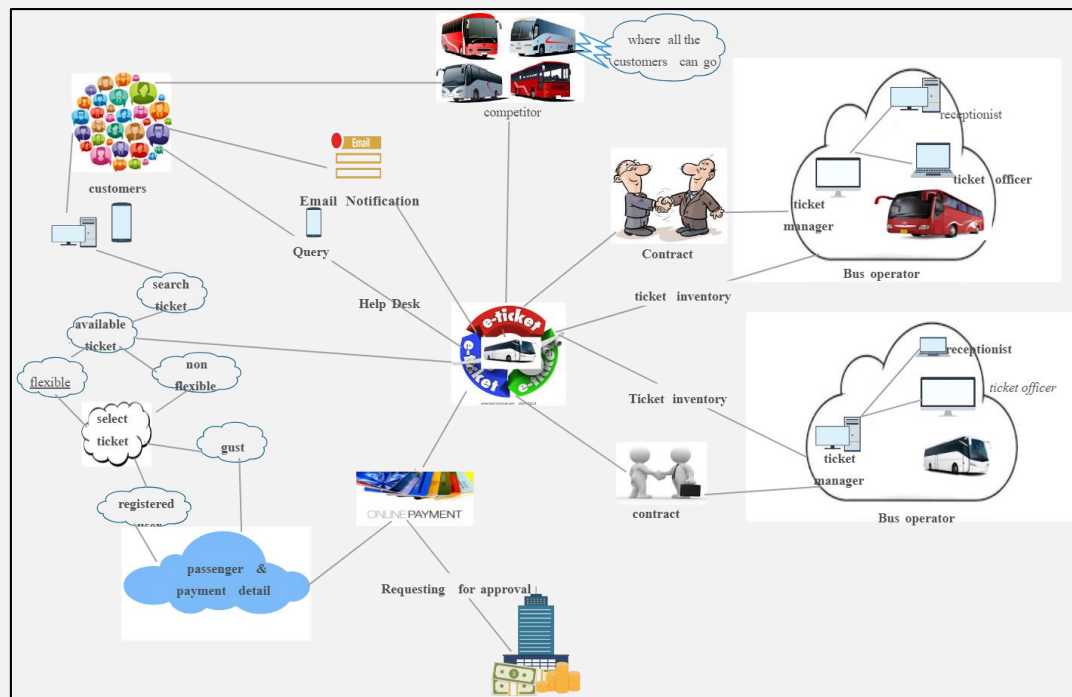 where all the
customers can go
competitor
receptionist
ticket officer
ticket
manager
Bus operator
customers
Email
Email Notification
Query
Contract
search
ticket
Help Desk
ticket inventory
available
ticket
e-ticket
flexible
non
flexible
receptionist
ticket officer
Ticket inventory
select
ticket
gust
ticket
manager
contract
Bus operator
registered
ONLINE PAYMENT
passenger &
payment detail
Requesting for approval